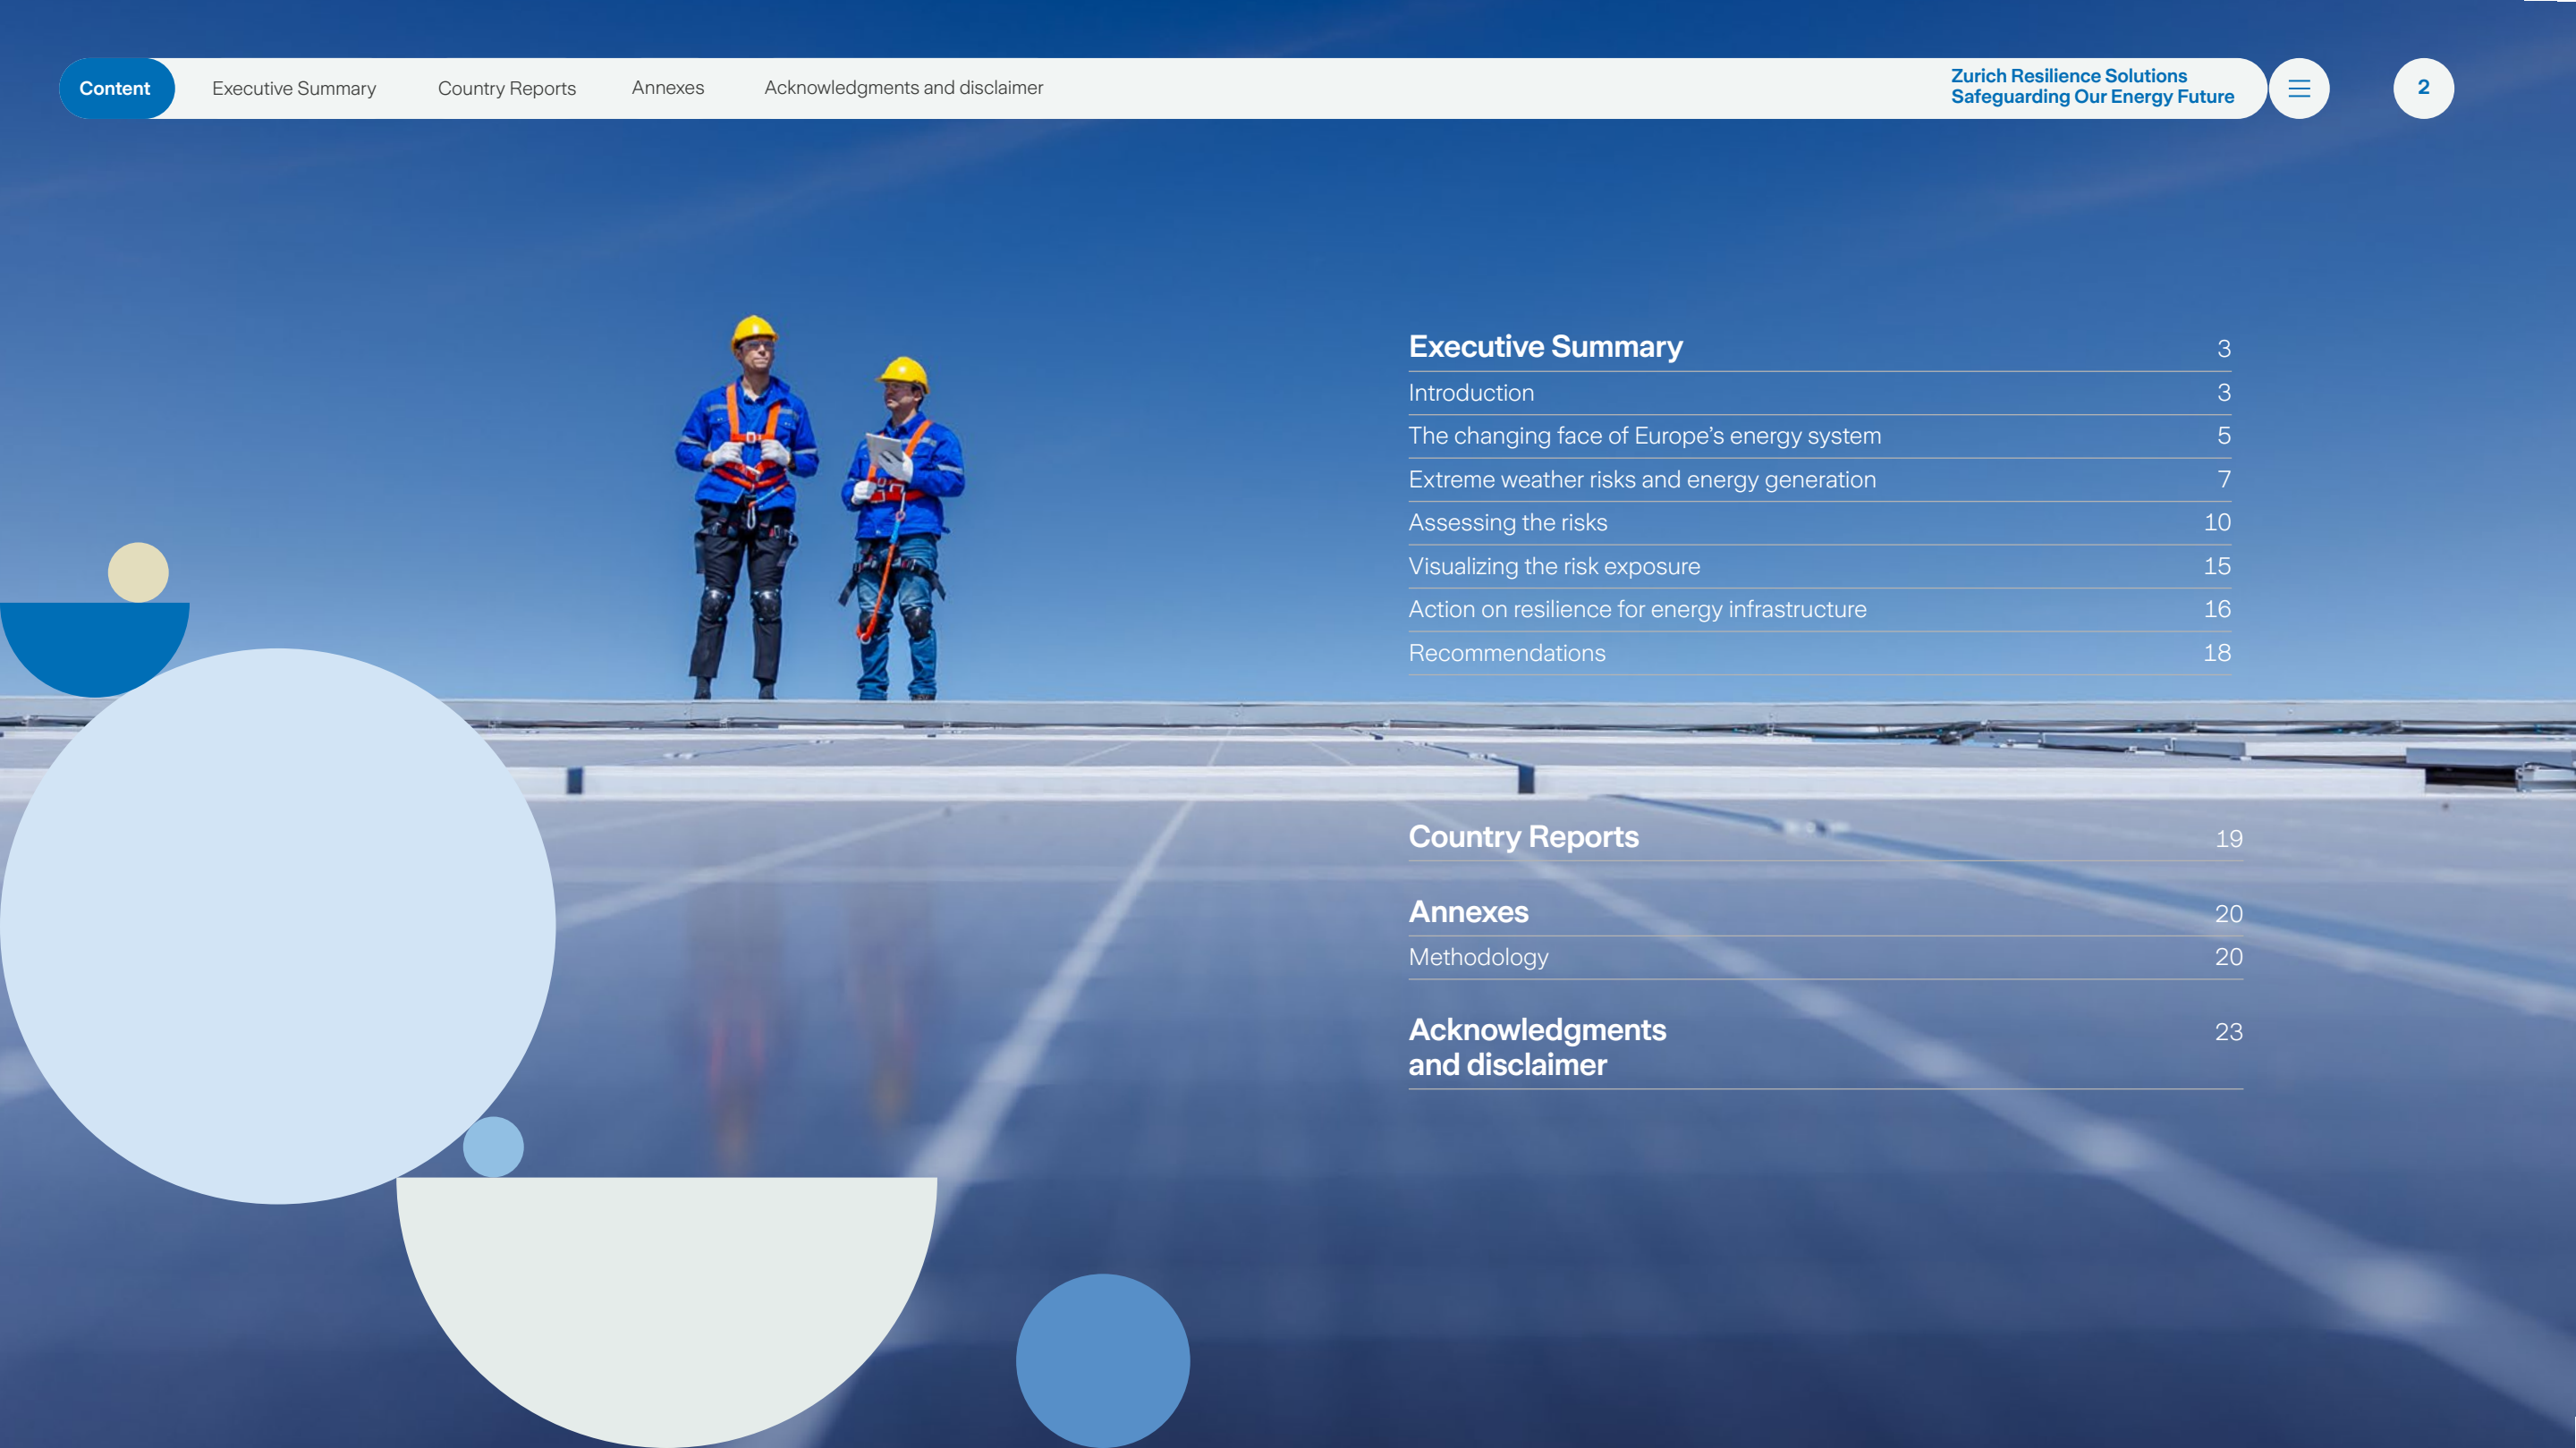 Content Executive Summary Country Reports Annexes Acknowledgments and disclaimer
Zurich Resilience Solutions
Safeguarding Our Energy Future
2
Executive Summary 3
Introduction 3
The changing face of Europe’s energy system 5
Extreme weather risks and energy generation 7
Assessing the risks 10
Visualizing the risk exposure 15
Action on resilience for energy infrastructure 16
Recommendations 18
Country Reports 19
Annexes 20
Methodology 20
Acknowledgments 23
and disclaimer